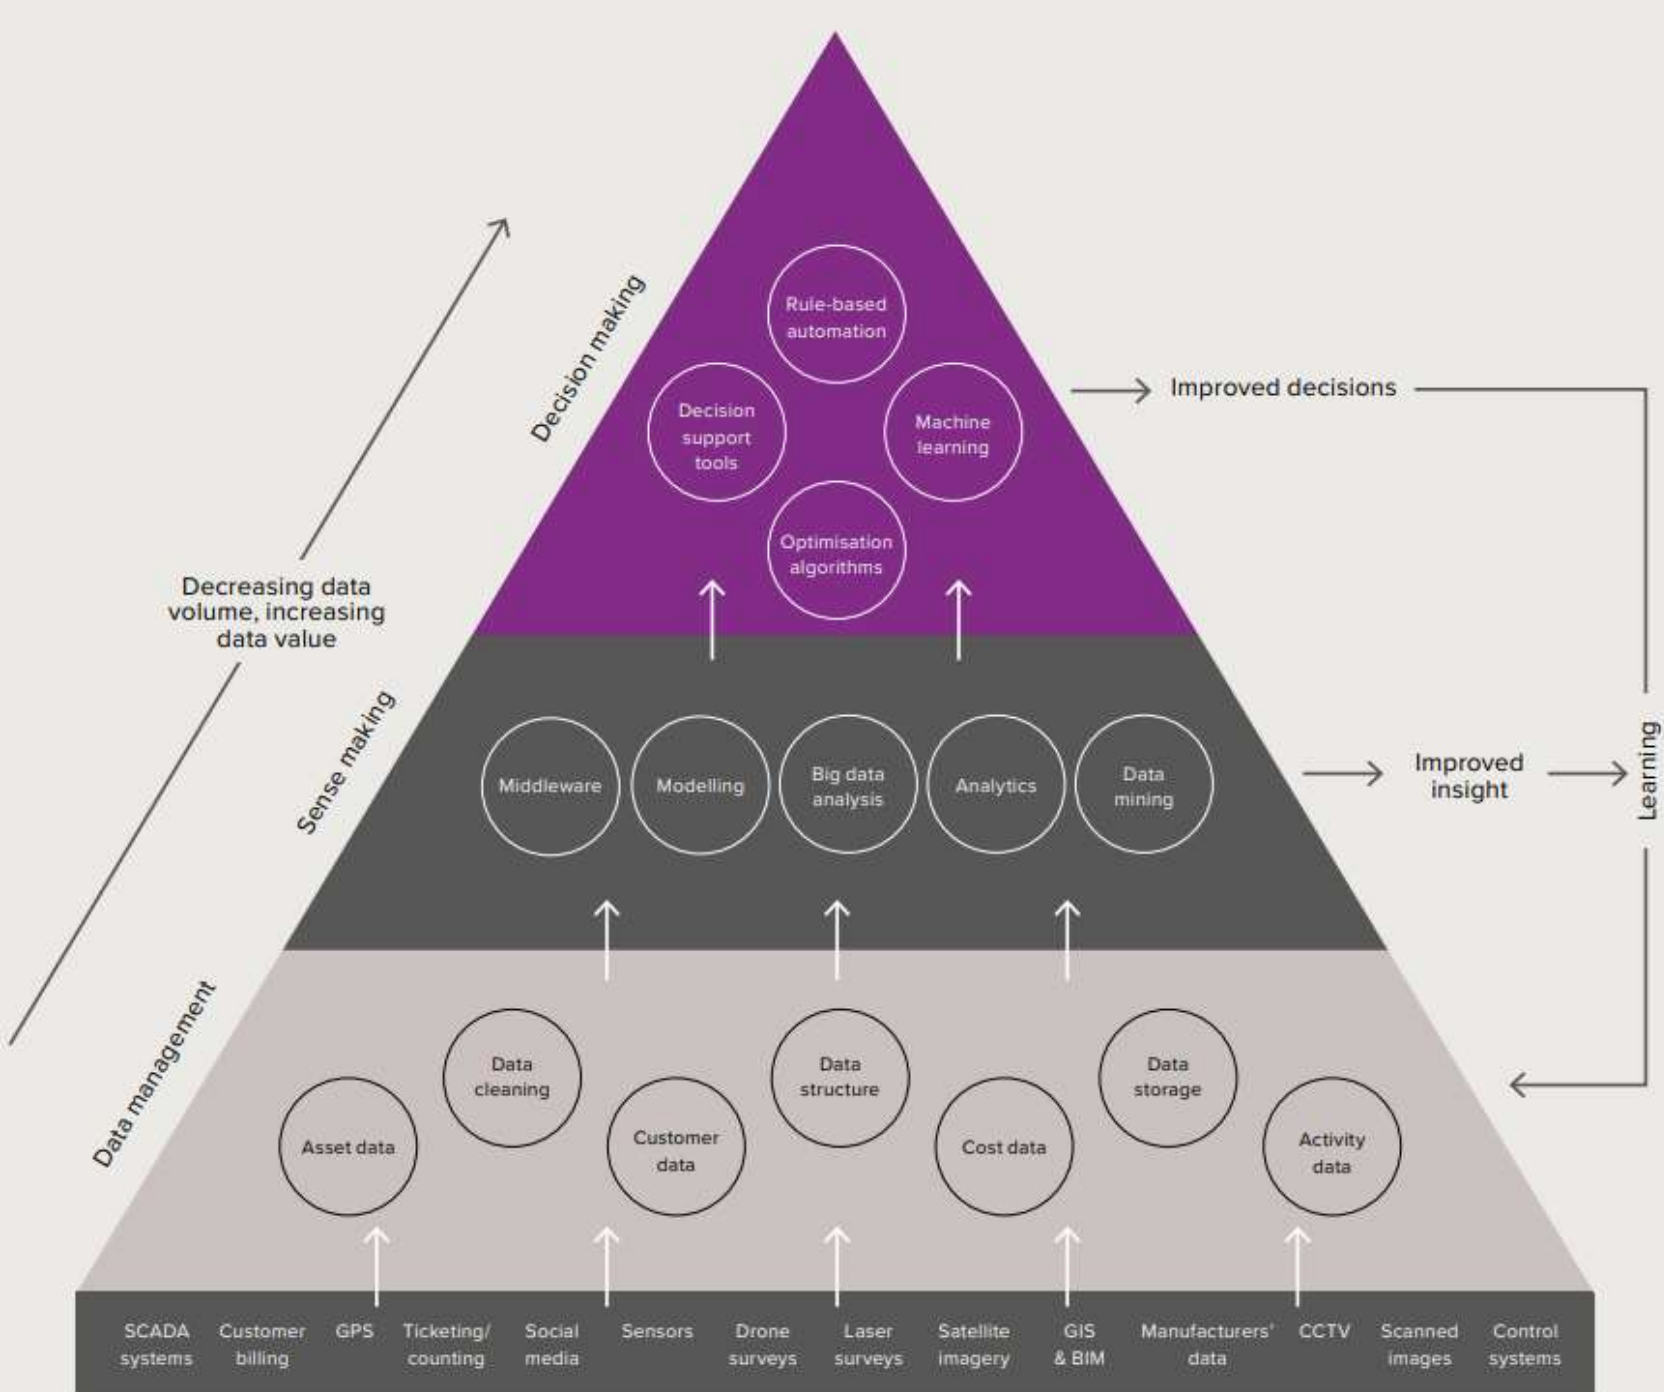 Rule-based
automation
Decision
support
tools
Machine
learning
Optimisation
algorithms
Decision making
Improved decisions
Decreasing data
volume, increasing
data value
Sense making
Middleware
Modelling
Big data
analysis
Analytics
Data
mining
Improved
insight
Learning
Data management
Data
cleaning
Data
structure
Data
storage
Asset data
Customer
data
Cost data
Activity
data
SCADA
systems
Customer
billing
GPS
Ticketing/
counting
Social
media
Sensors
Drone
surveys
Laser
surveys
Satellite
imagery
GIS
& BIM
Manufacturers'
data
CCTV
Scanned
images
Control
systems